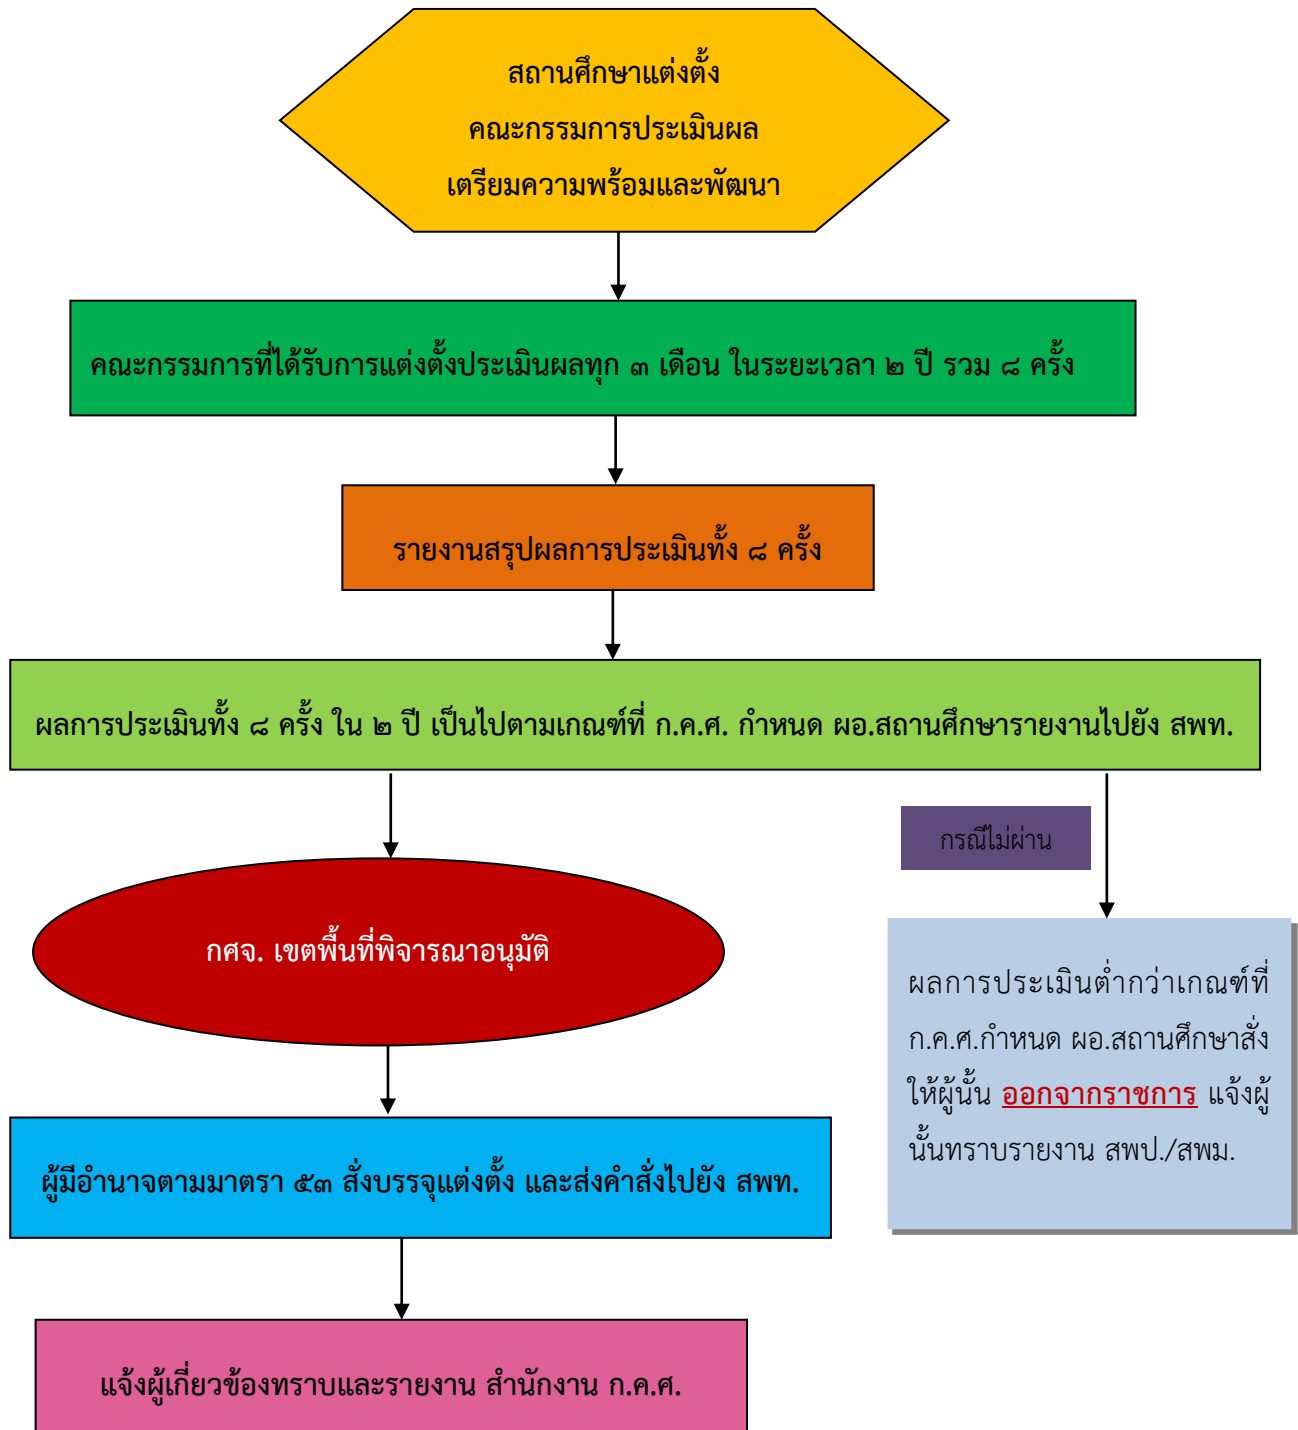 สถานศึกษาแต่งตั้ง
คณะกรรมการประเมินผล
เตรียมความพร้อมและพัฒนา
คณะกรรมการที่ได้รับการแต่งตั้งประเมินผลทุก ๓ เดือน ในระยะเวลา ๒ ปี รวม ๘ ครั้ง
รายงานสรุปผลการประเมินทั้ง ๘ ครั้ง
ผลการประเมินทั้ง ๘ ครั้ง ใน ๒ ปี เป็นไปตามเกณฑ์ที่ ก.ค.ศ. กำหนด ผอ.สถานศึกษารายงานไปยัง สพท.
กรณีไม่ผ่าน
กศจ. เขตพื้นที่พิจารณาอนุมัติ
ผลการประเมินต่ำกว่าเกณฑ์ที่
ก.ค.ศ.กำหนด ผอ.สถานศึกษาสั่ง
ให้ผู้นั้น ออกจากราชการ แจ้งผู้
นั้นทราบรายงาน สพป./สพม.
ผู้มีอำนาจตามมาตรา ๕๓ สั่งบรรจุแต่งตั้ง และส่งคำสั่งไปยัง สพท.
แจ้งผู้เกี่ยวข้องทราบและรายงาน สำนักงาน ก.ค.ศ.